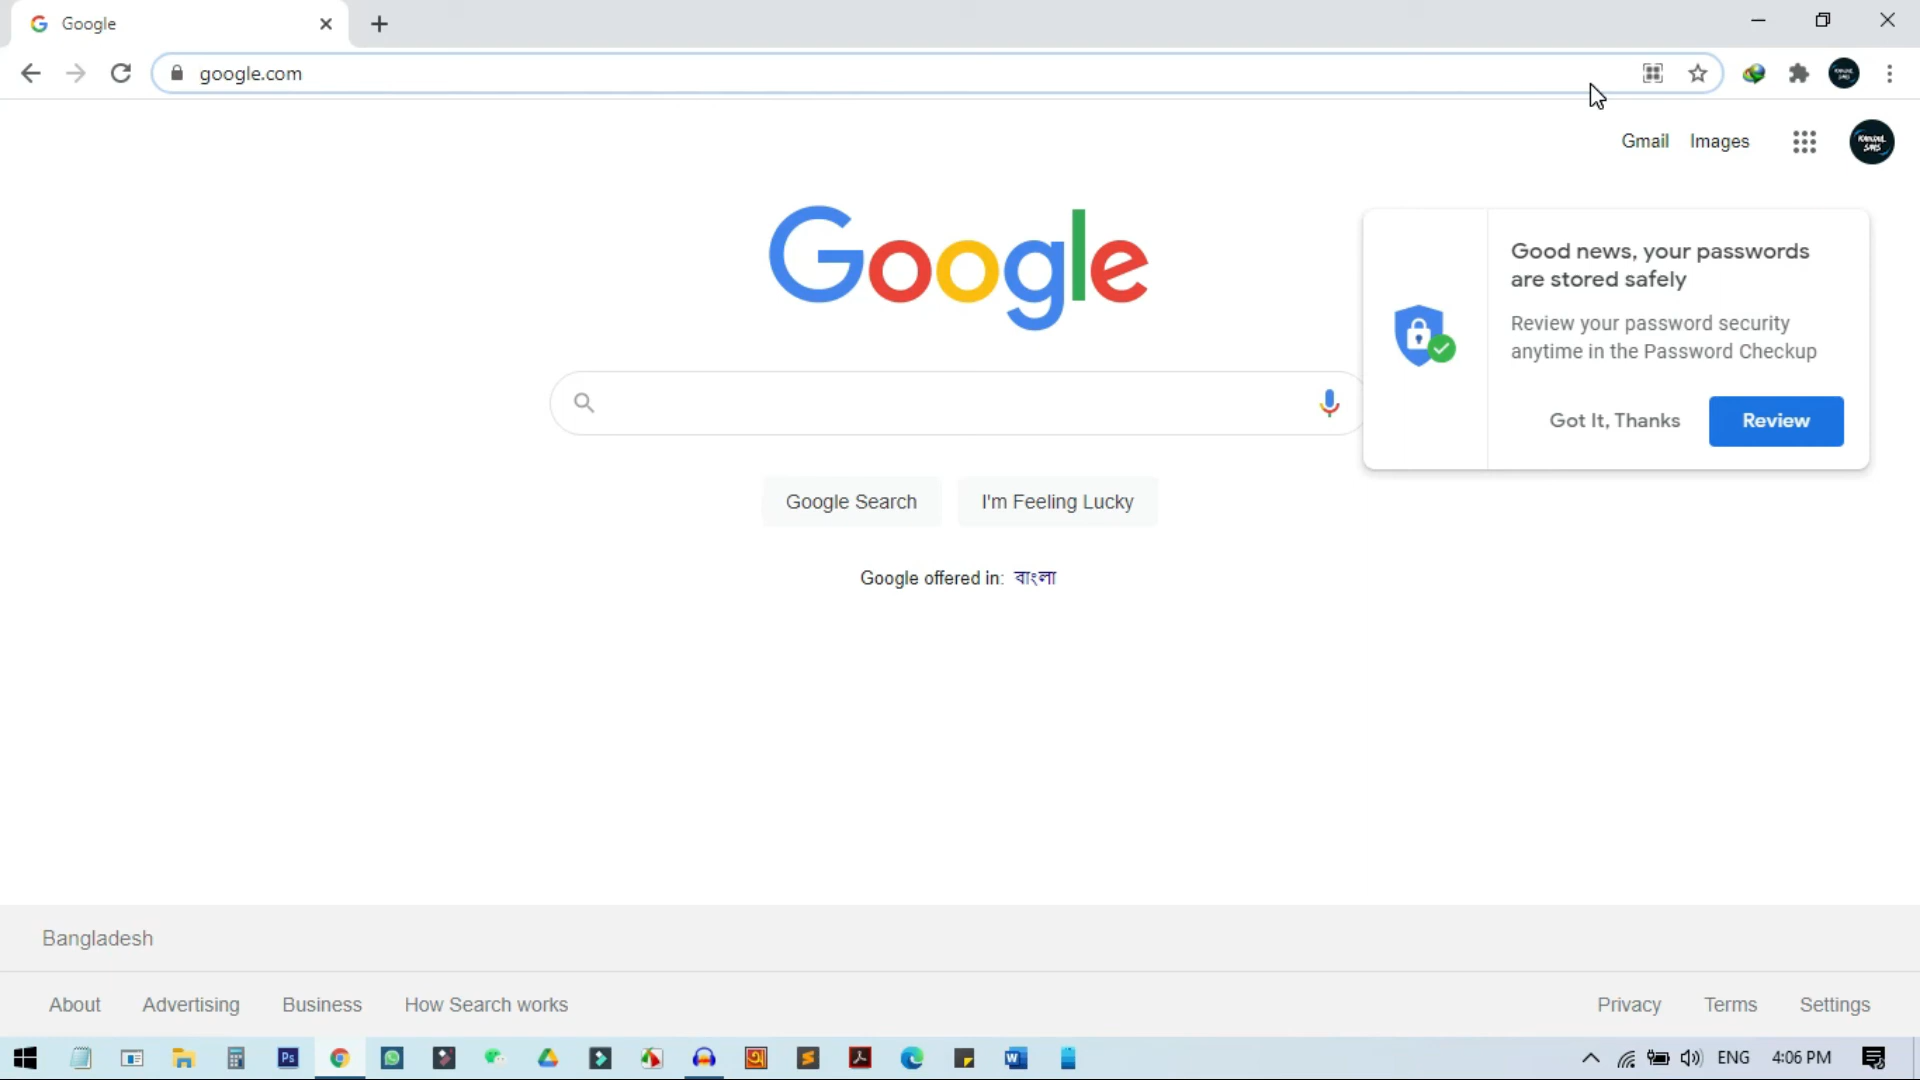 Google
google.com
Gmail Images
Google
Good news, your passwords
are stored safely
Review your password security
anytime in the Password Checkup
Got It, Thanks Review
Google Search I'm Feeling Lucky
Google offered in: বাংলা
Bangladesh
About Advertising Business How Search works Privacy Terms Settings
Ps W ENG 4:06 PM